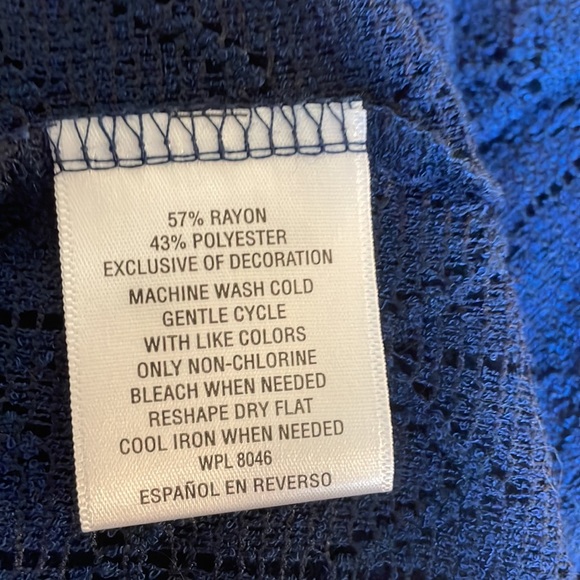 57% RAYON
43% POLYESTER
EXCLUSIVE OF DECORATION
MACHINE WASH COLD
GENTLE CYCLE
WITH LIKE COLORS
ONLY NON-CHLORINE
BLEACH WHEN NEEDED
RESHAPE DRY FLAT
COOL IRON WHEN NEEDED
WPL 8046
ESPAÑOL EN REVERSO